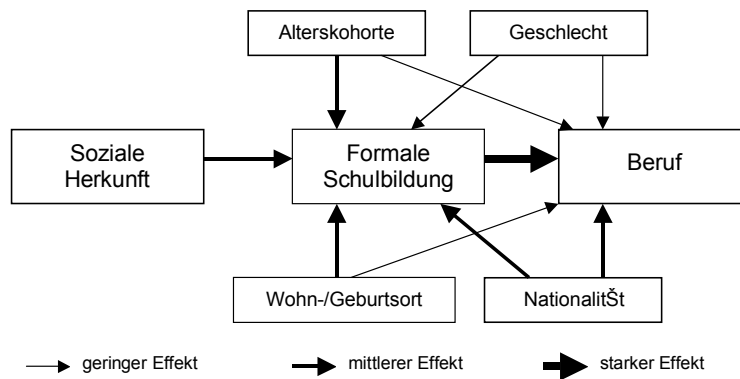 Alterskohorte
Geschlecht
Soziale
Herkunft
Formale
Schulbildung
Beruf
Wohn-/Geburtsort
NationalitŠt
geringer Effekt
mittlerer Effekt
starker Effekt